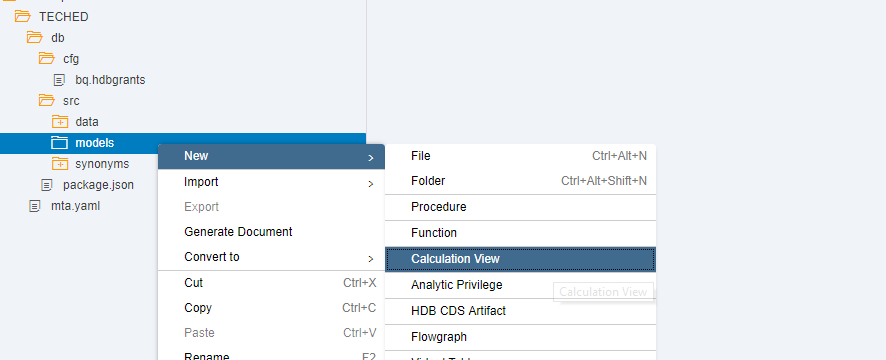 TECHED
db
cfg
bq.hdbgrants
src
data
models
synonyms
package.json
mta.yaml
New >
Import >
Export
Generate Document
Convert to >
Cut Ctrl+X
Copy Ctrl+C
Paste Ctrl+V
Rename F2
File Ctrl+Alt+N
Folder Ctrl+Alt+Shift+N
Procedure
Function
Calculation View
Analytic Privilege
Calculation View
HDB CDS Artifact
Flowgraph
Virtual Table